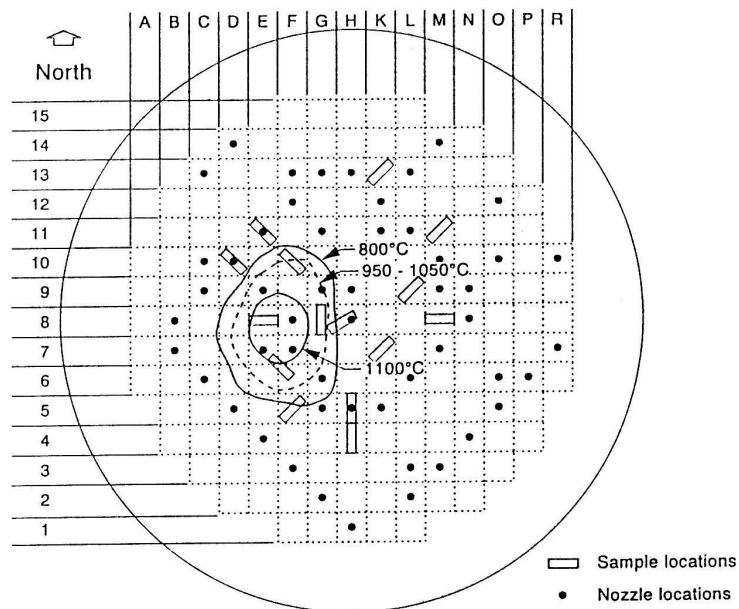 A B C D E F G H K L M N O P R
North
15
14
13
12
11
10
9
8
7
6
5
4
3
2
1
800°C
950 - 1050°C
1100°C
Sample locations
Nozzle locations